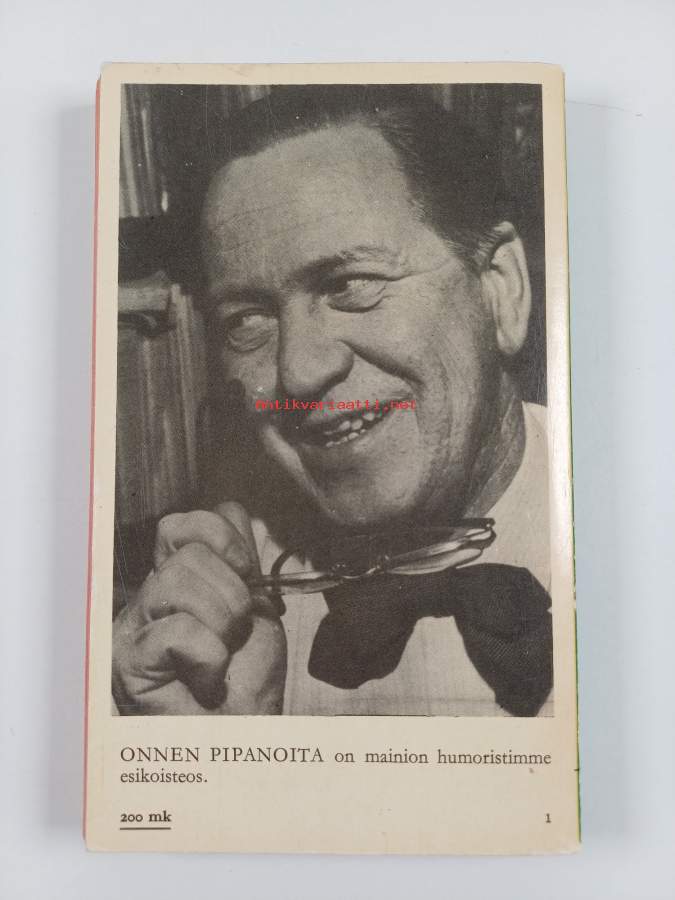 antikvariaatti.net
ONNEN PIPANOITA on mainion humoristimme
esikoisteos.
200 mk 1